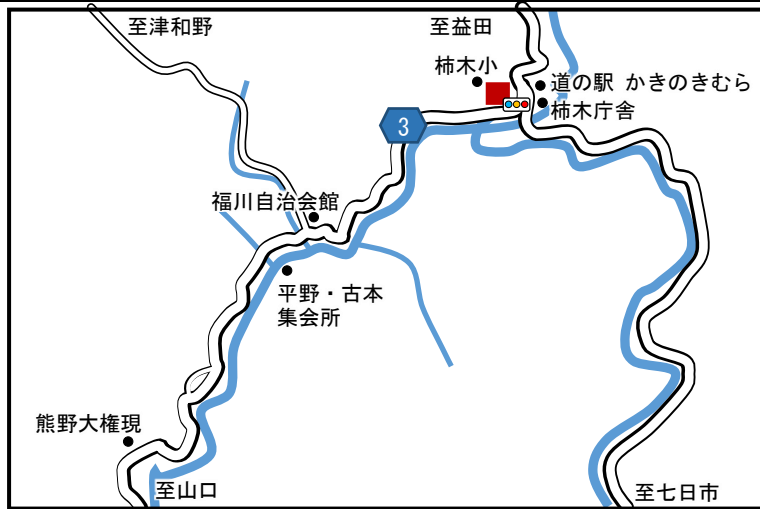 至津和野
至益田
柿木小
道の駅 かきのきむら
柿木庁舎
3
福川自治会館
平野・古本
集会所
熊野大権現
至山口
至七日市